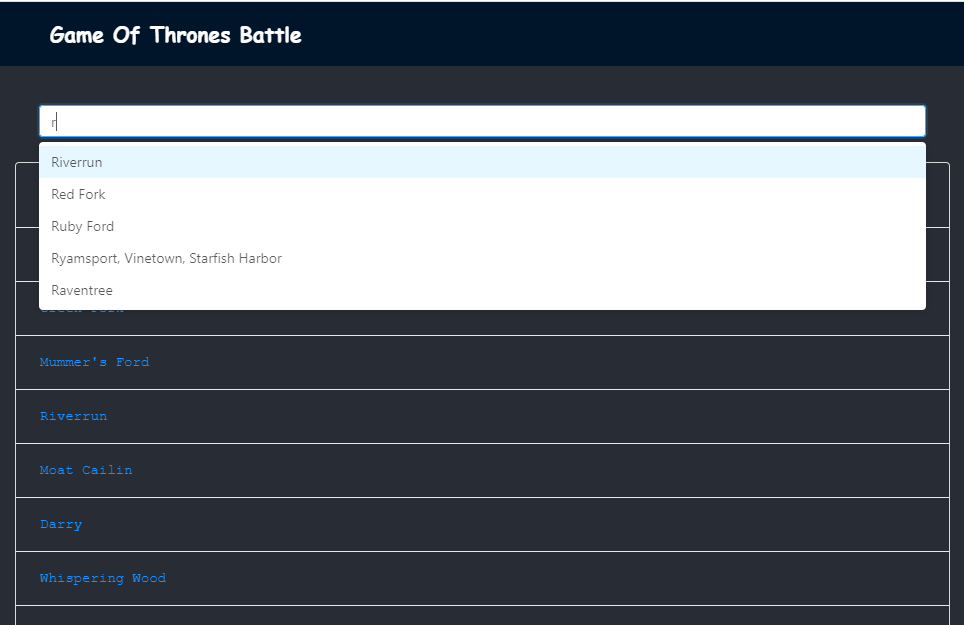 Game Of Thrones Battle
r
Riverrun
Red Fork
Ruby Ford
Ryamsport, Vinetown, Starfish Harbor
Raventree
Mummer's Ford
Riverrun
Moat Cailin
Darry
Whispering Wood